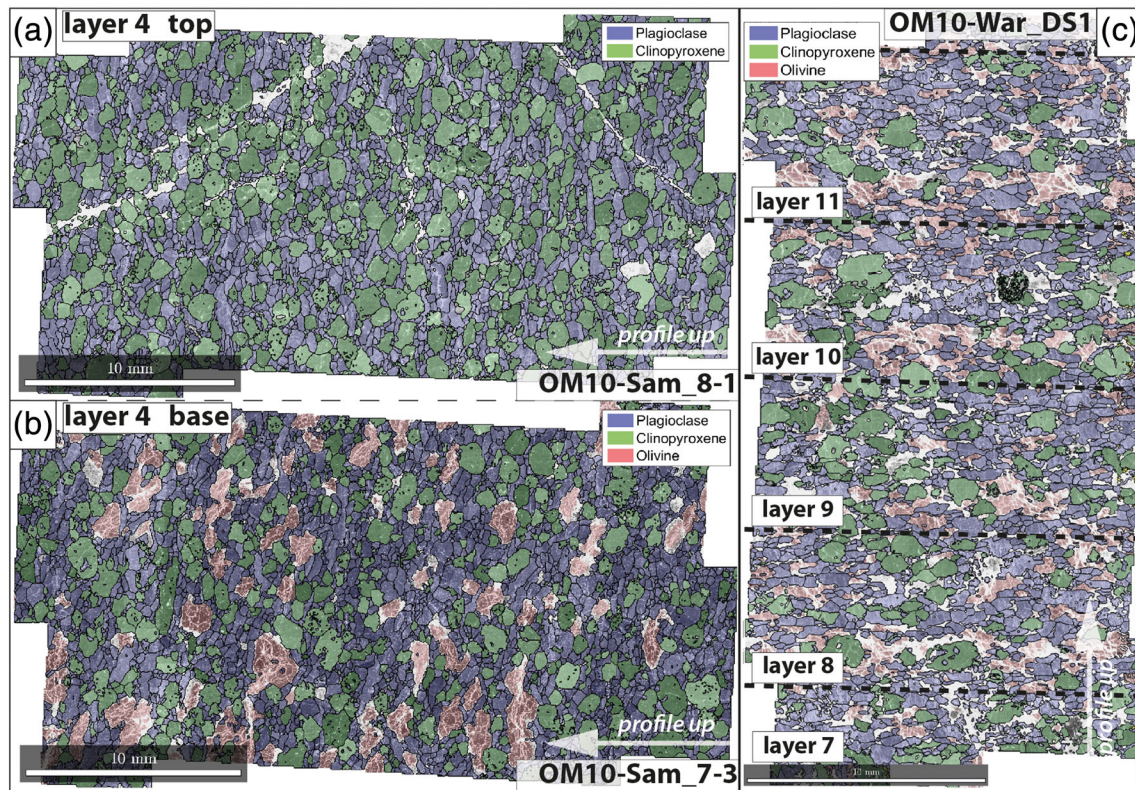 (a) layer 4 top
Plagioclase
Clinopyroxene
profile up
10 mm
OM10-Sam_8-1
(b) layer 4 base
Plagioclase
Clinopyroxene
Olivine
profile up
10 mm
OM10-Sam_7-3
OM10-War_DS1 (c)
Plagioclase
Clinopyroxene
Olivine
layer 11
layer 10
layer 9
layer 8
layer 7
profile up
10 mm